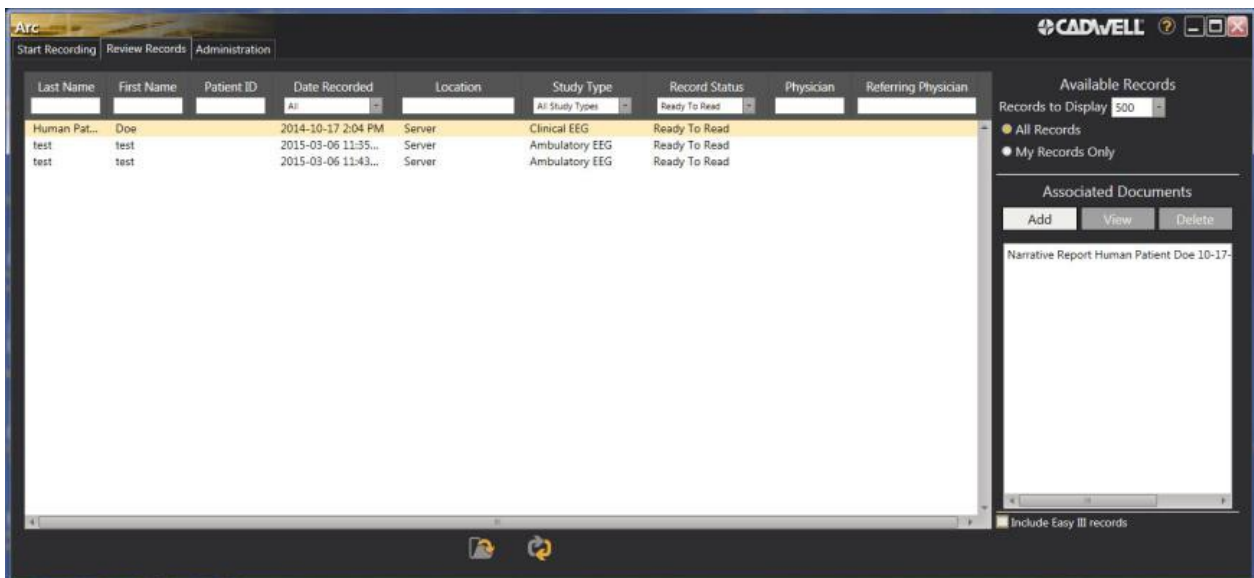 Arc
CADWELL ?
Start Recording Review Records Administration
Last Name First Name Patient ID Date Recorded Location Study Type Record Status Physician Referring Physician
All All Study Types Ready To Read
Human Pat... Doe 2014-10-17 2:04 PM Server Clinical EEG Ready To Read
test test 2015-03-06 11:35... Server Ambulatory EEG Ready To Read
test test 2015-03-06 11:43... Server Ambulatory EEG Ready To Read
Available Records
Records to Display 500
All Records
My Records Only
Associated Documents
Add View Delete
Narrative Report Human Patient Doe 10-17-
Include Easy III records